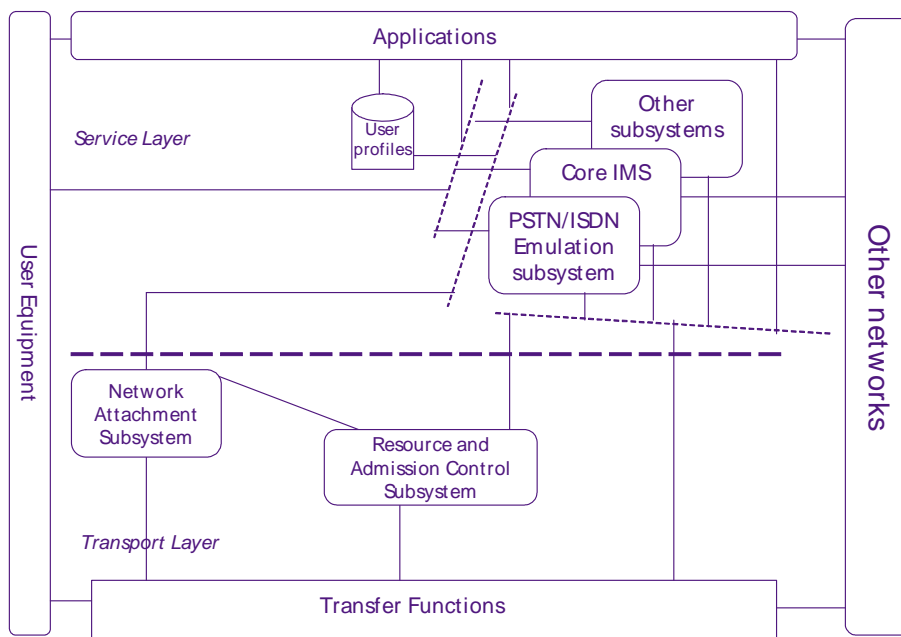 Applications
Other
subsystems
User
profiles
Service Layer
Core IMS
PSTN/ISDN
Emulation
subsystem
User Equipment
Other networks
Network
Attachment
Subsystem
Resource and
Admission Control
Subsystem
Transport Layer
Transfer Functions